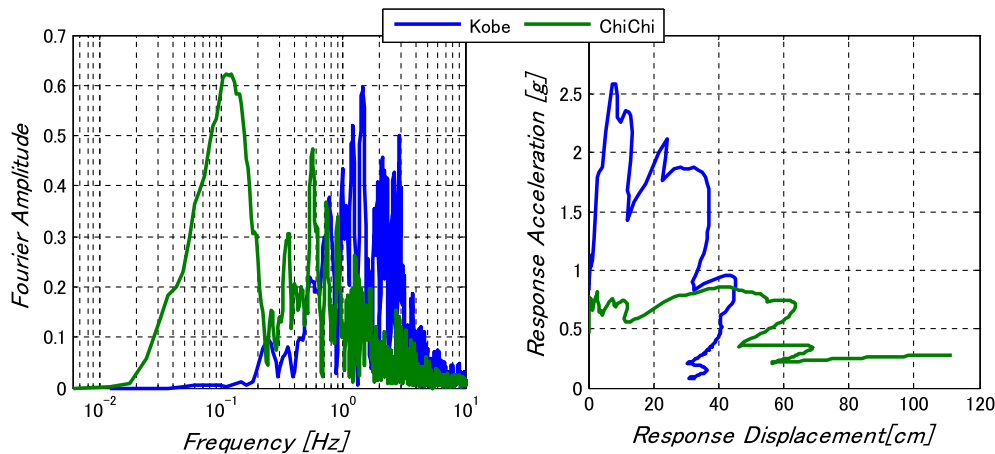 Kobe ChiChi
0.7
0.6
0.5
0.4
0.3
0.2
0.1
0
Fourier Amplitude
10^-2 10^-1 10^0 10^1
Frequency [Hz]
2.5
2
1.5
1
0.5
0
Response Acceleration [g]
0 20 40 60 80 100 120
Response Displacement[cm]